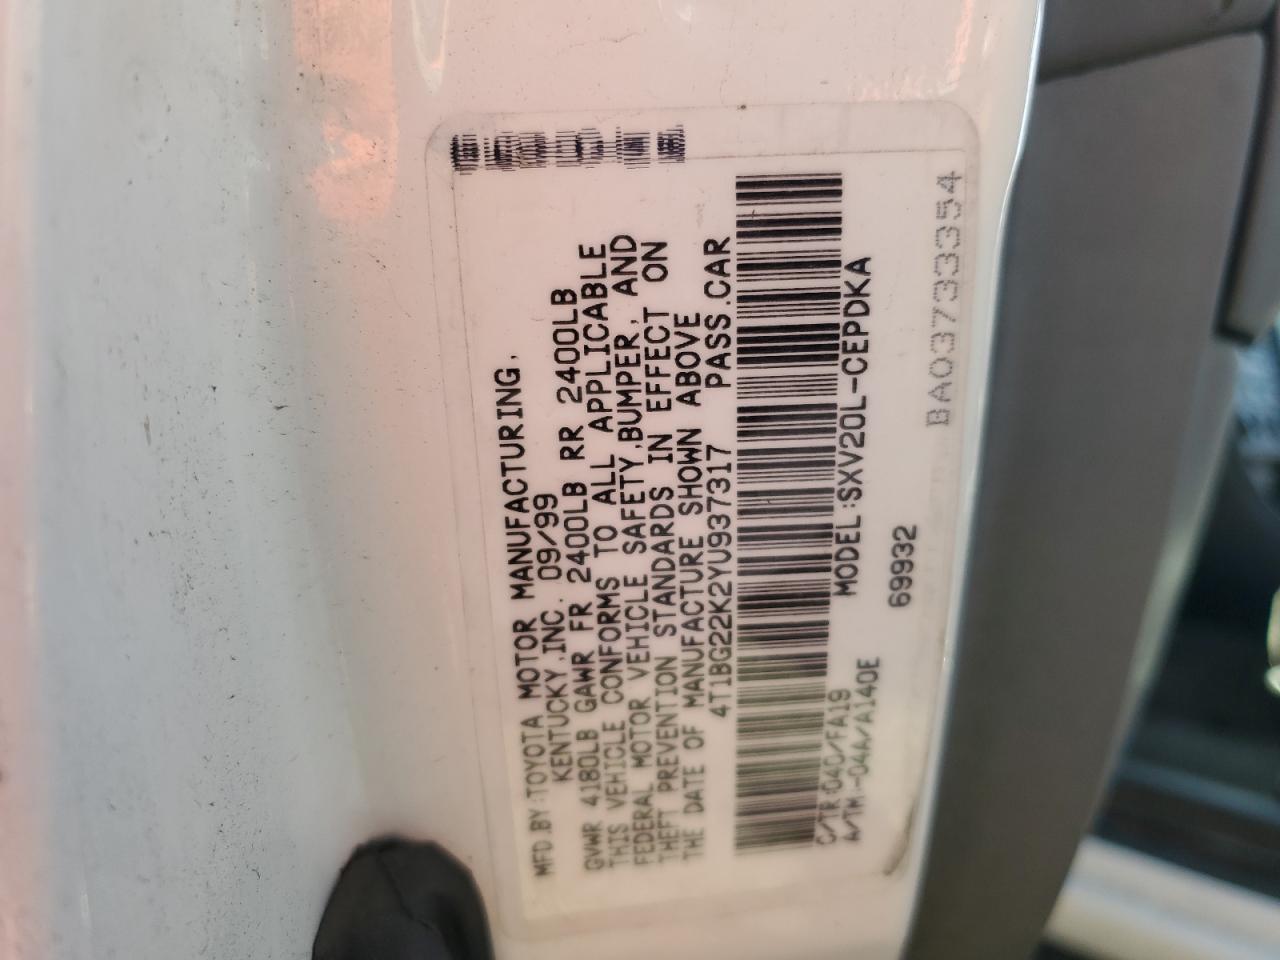 MFD.BY:TOYOTA MOTOR MANUFACTURING,
KENTUCKY,INC. 09/99
GVWR 4180LB GAWR FR 2400LB RR 2400LB
THIS VEHICLE CONFORMS TO ALL APPLICABLE
FEDERAL MOTOR VEHICLE SAFETY,BUMPER, AND
THEFT PREVENTION STANDARDS IN EFFECT ON
THE DATE OF MANUFACTURE SHOWN ABOVE
4T1BG22K2YU937317 PASS.CAR
C/TR:040/FA19 MODEL:SXV20L-CEPDKA
A/TM:-04A/A140E 69932
BA03733354